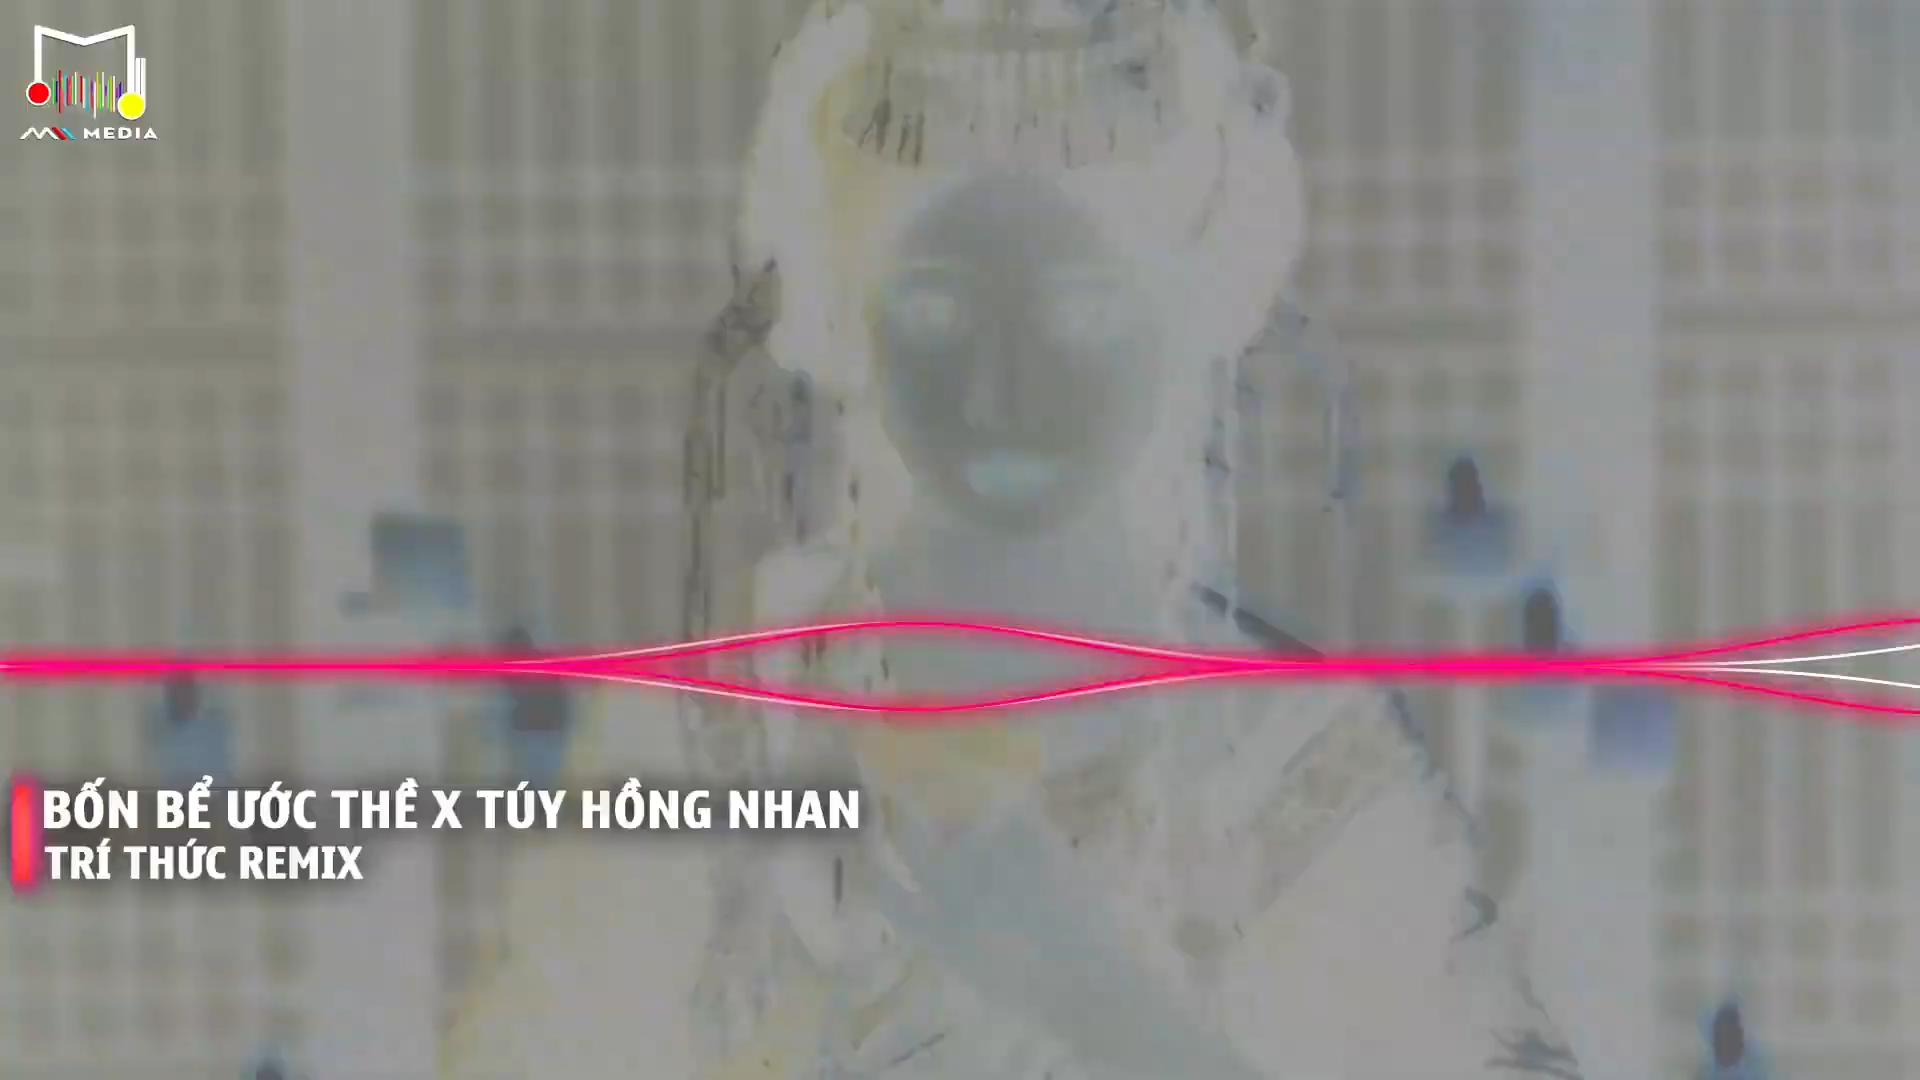 MEDIA
BỐN BỂ ƯỚC THỀ X TÚY HỒNG NHAN
TRÍ THỨC REMIX